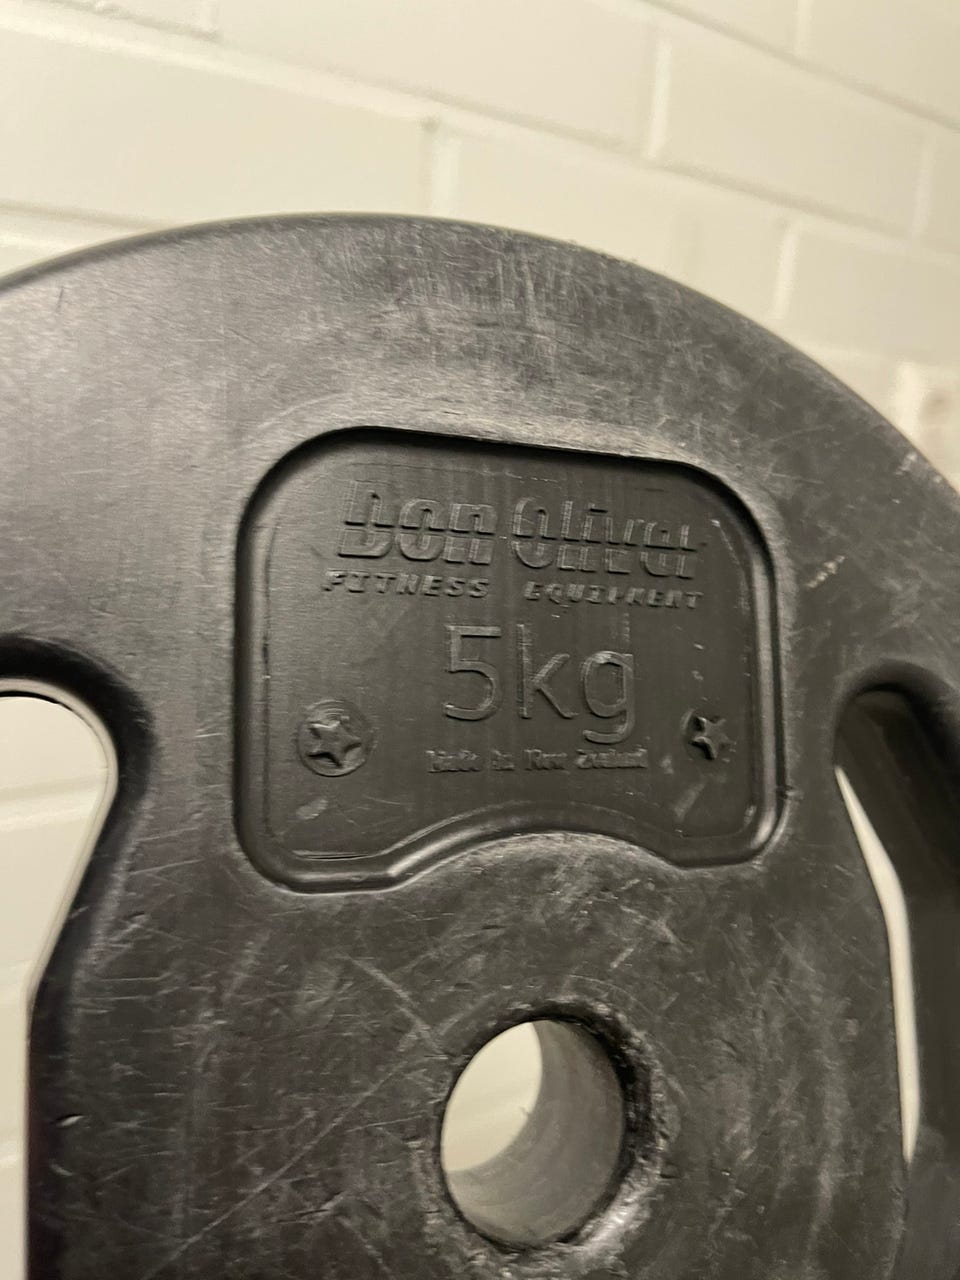 Don Oliver
FITNESS EQUIPMENT
5kg
Made in New Zealand